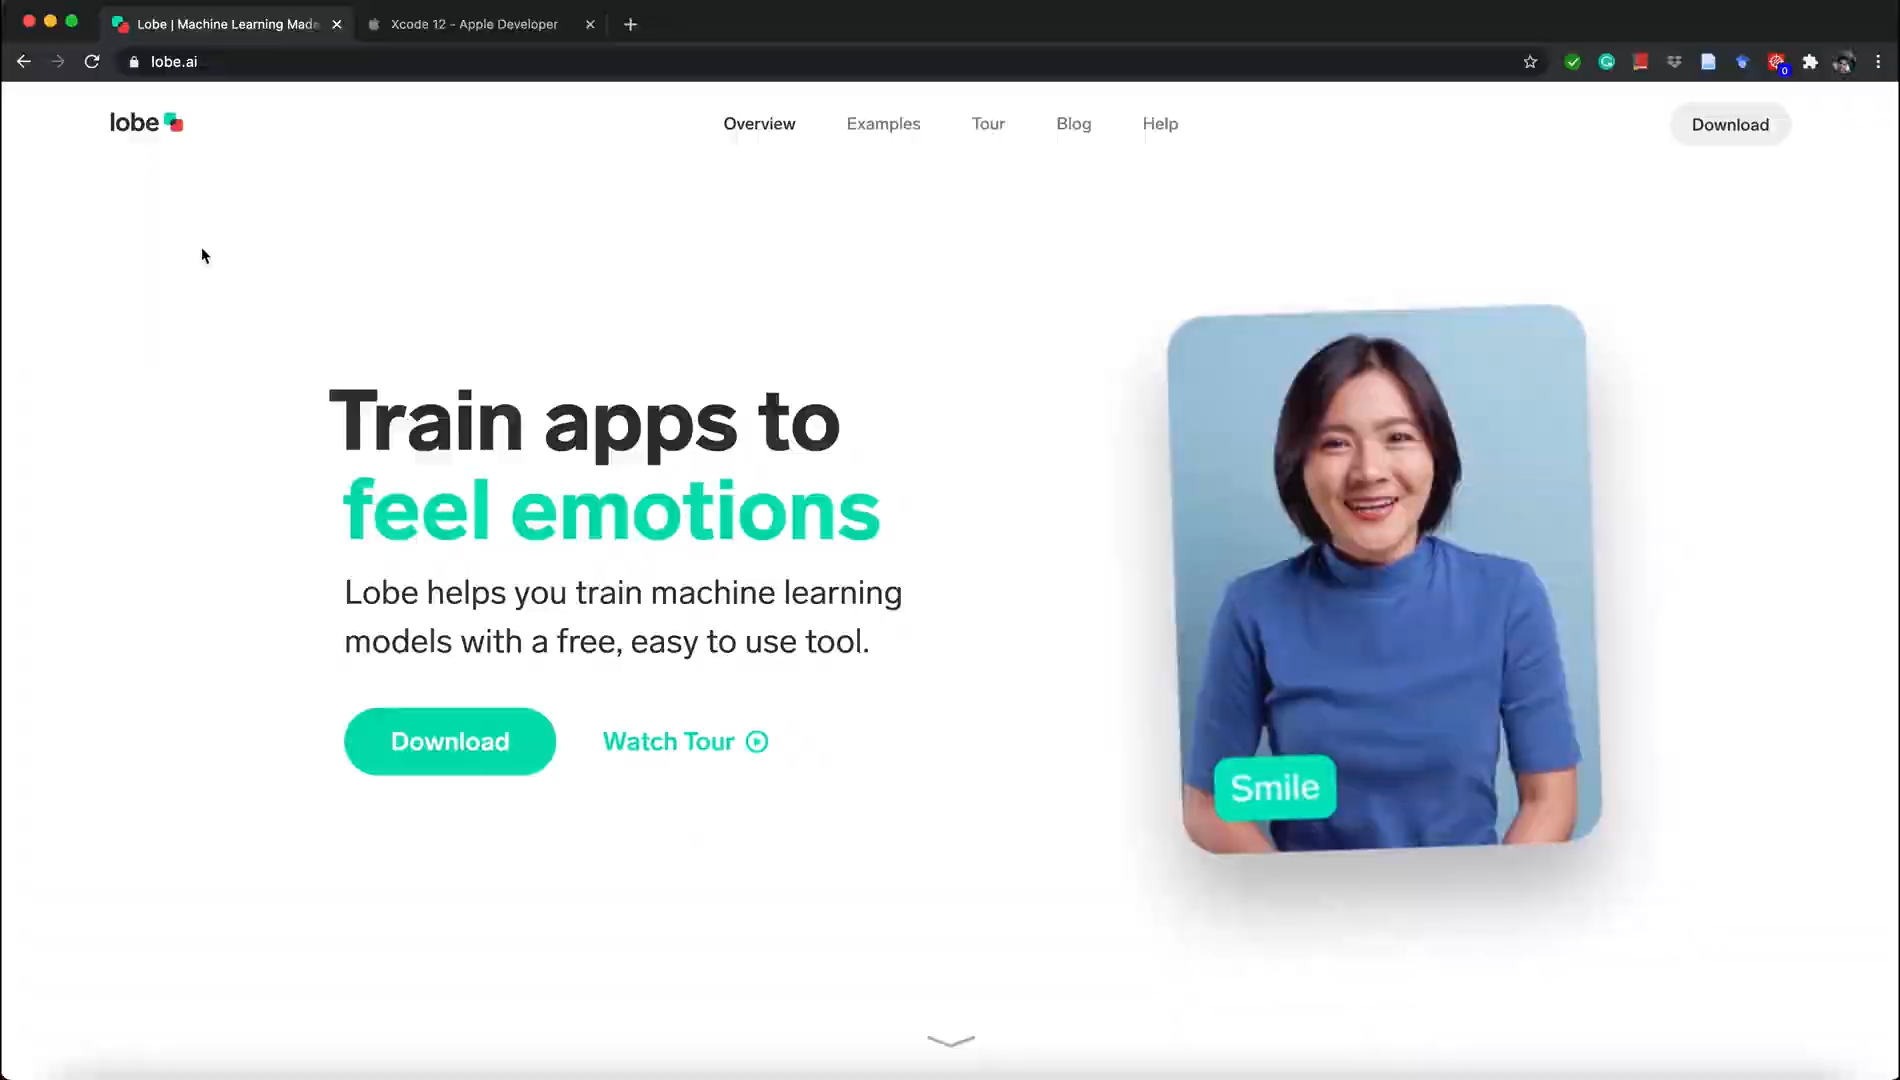 Lobe | Machine Learning Made
Xcode 12 - Apple Developer
lobe.ai
0
lobe
Overview
Examples
Tour
Blog
Help
Download
Train apps to
feel emotions
Lobe helps you train machine learning
models with a free, easy to use tool.
Download
Watch Tour
Smile